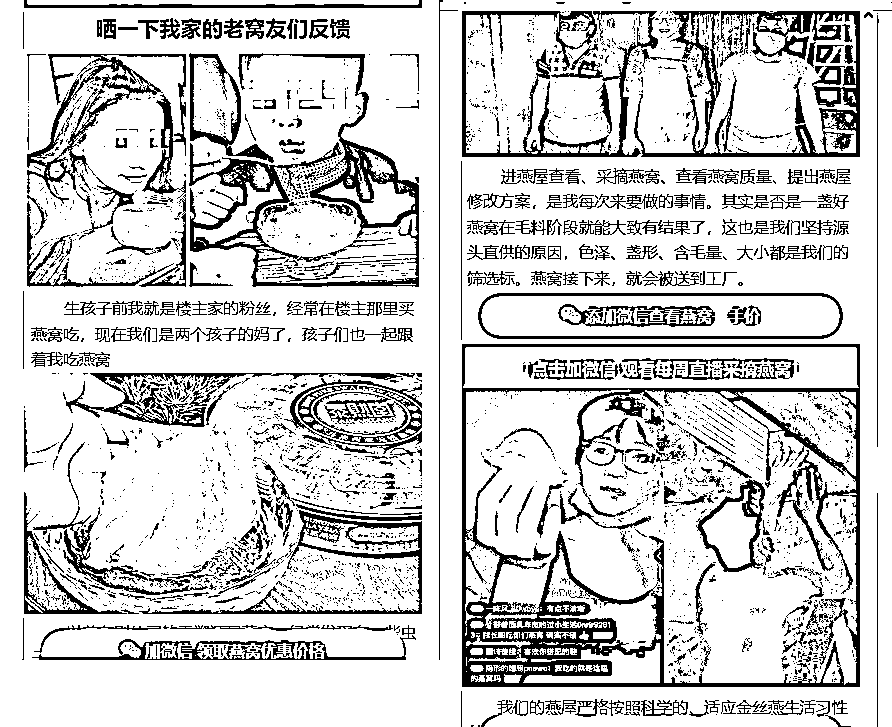 晒一下我家的老窝友们反馈
生孩子前我就是楼主家的粉丝，经常在楼主那里买
燕窝吃，现在我们是两个孩子的妈了，孩子们也一起跟
着我吃燕窝
虫
加微信 领取燕窝优惠价格
进燕屋查看、采摘燕窝、查看燕窝质量、提出燕屋
修改方案，是我每次来要做的事情。其实是否是一盏好
燕窝在毛料阶段就能大致有结果了，这也是我们坚持源
头直供的原因，色泽、盏形、含毛量、大小都是我们的
筛选标。燕窝接下来，就会被送到工厂。
添加微信查看燕窝 手价
点击加微信 观看每周直播采摘燕窝
有点不流畅
我们的燕屋严格按照科学的、适应金丝燕生活习性